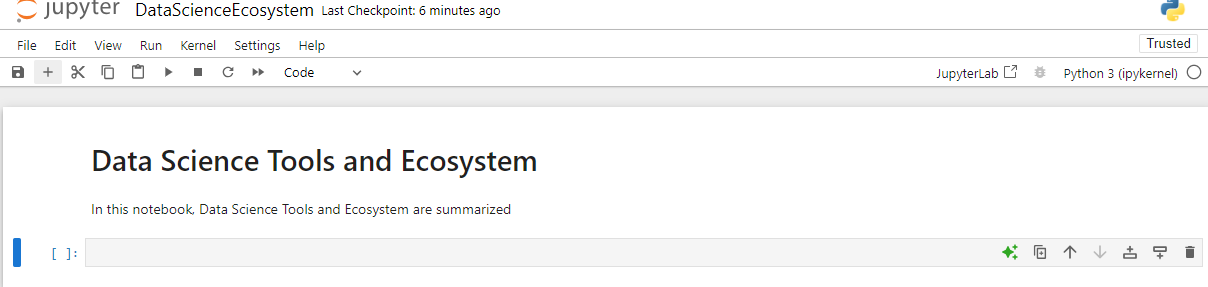 jupyter DataScienceEcosystem Last Checkpoint: 6 minutes ago
File Edit View Run Kernel Settings Help Trusted
Code JupyterLab Python 3 (ipykernel)
Data Science Tools and Ecosystem
In this notebook, Data Science Tools and Ecosystem are summarized
[ ]: